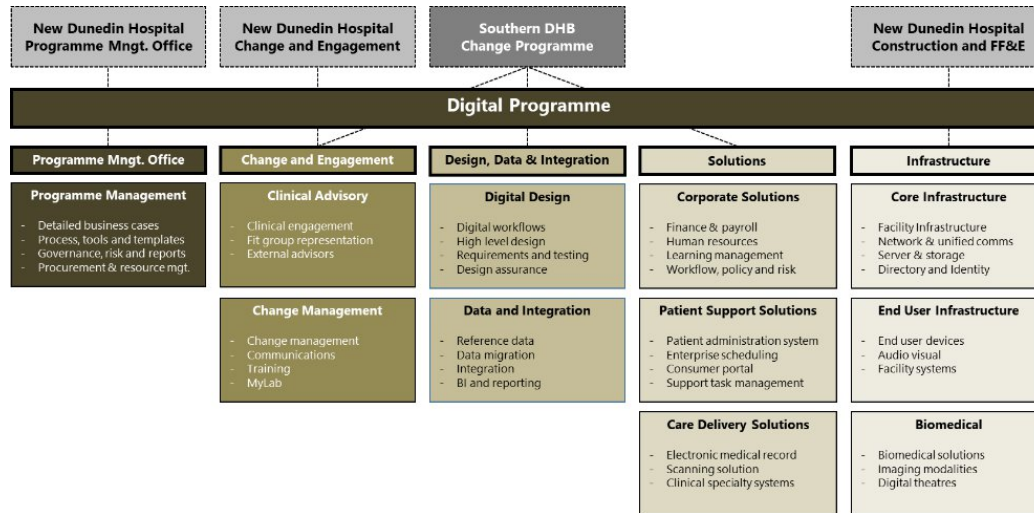 New Dunedin Hospital
Programme Mngt. Office
New Dunedin Hospital
Change and Engagement
Southern DHB
Change Programme
New Dunedin Hospital
Construction and FF&E
Digital Programme
Programme Mngt. Office
Change and Engagement
Design, Data & Integration
Solutions
Infrastructure
Programme Management
- Detailed business cases
- Process, tools and templates
- Governance, risk and reports
- Procurement & resource mgt.
Clinical Advisory
- Clinical engagement
- Fit group representation
- External advisors
Digital Design
- Digital workflows
- High level design
- Requirements and testing
- Design assurance
Corporate Solutions
- Finance & payroll
- Human resources
- Learning management
- Workflow, policy and risk
Core Infrastructure
- Facility Infrastructure
- Network & unified comms
- Server & storage
- Directory and Identity
Change Management
- Change management
- Communications
- Training
- MyLab
Data and Integration
- Reference data
- Data migration
- Integration
- BI and reporting
Patient Support Solutions
- Patient administration system
- Enterprise scheduling
- Consumer portal
- Support task management
End User Infrastructure
- End user devices
- Audio visual
- Facility systems
Care Delivery Solutions
- Electronic medical record
- Scanning solution
- Clinical specialty systems
Biomedical
- Biomedical solutions
- Imaging modalities
- Digital theatres